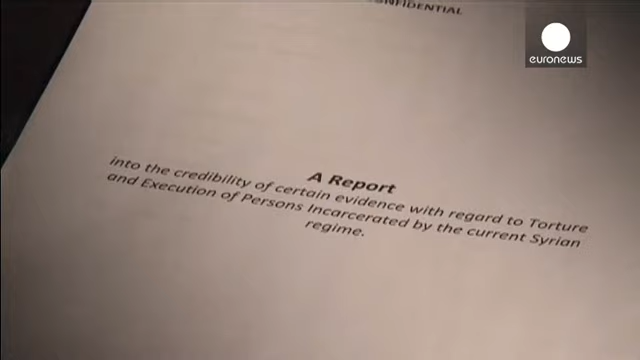 CONFIDENTIAL
euronews
A Report
into the credibility of certain evidence with regard to Torture
and Execution of Persons Incarcerated by the current Syrian
regime.